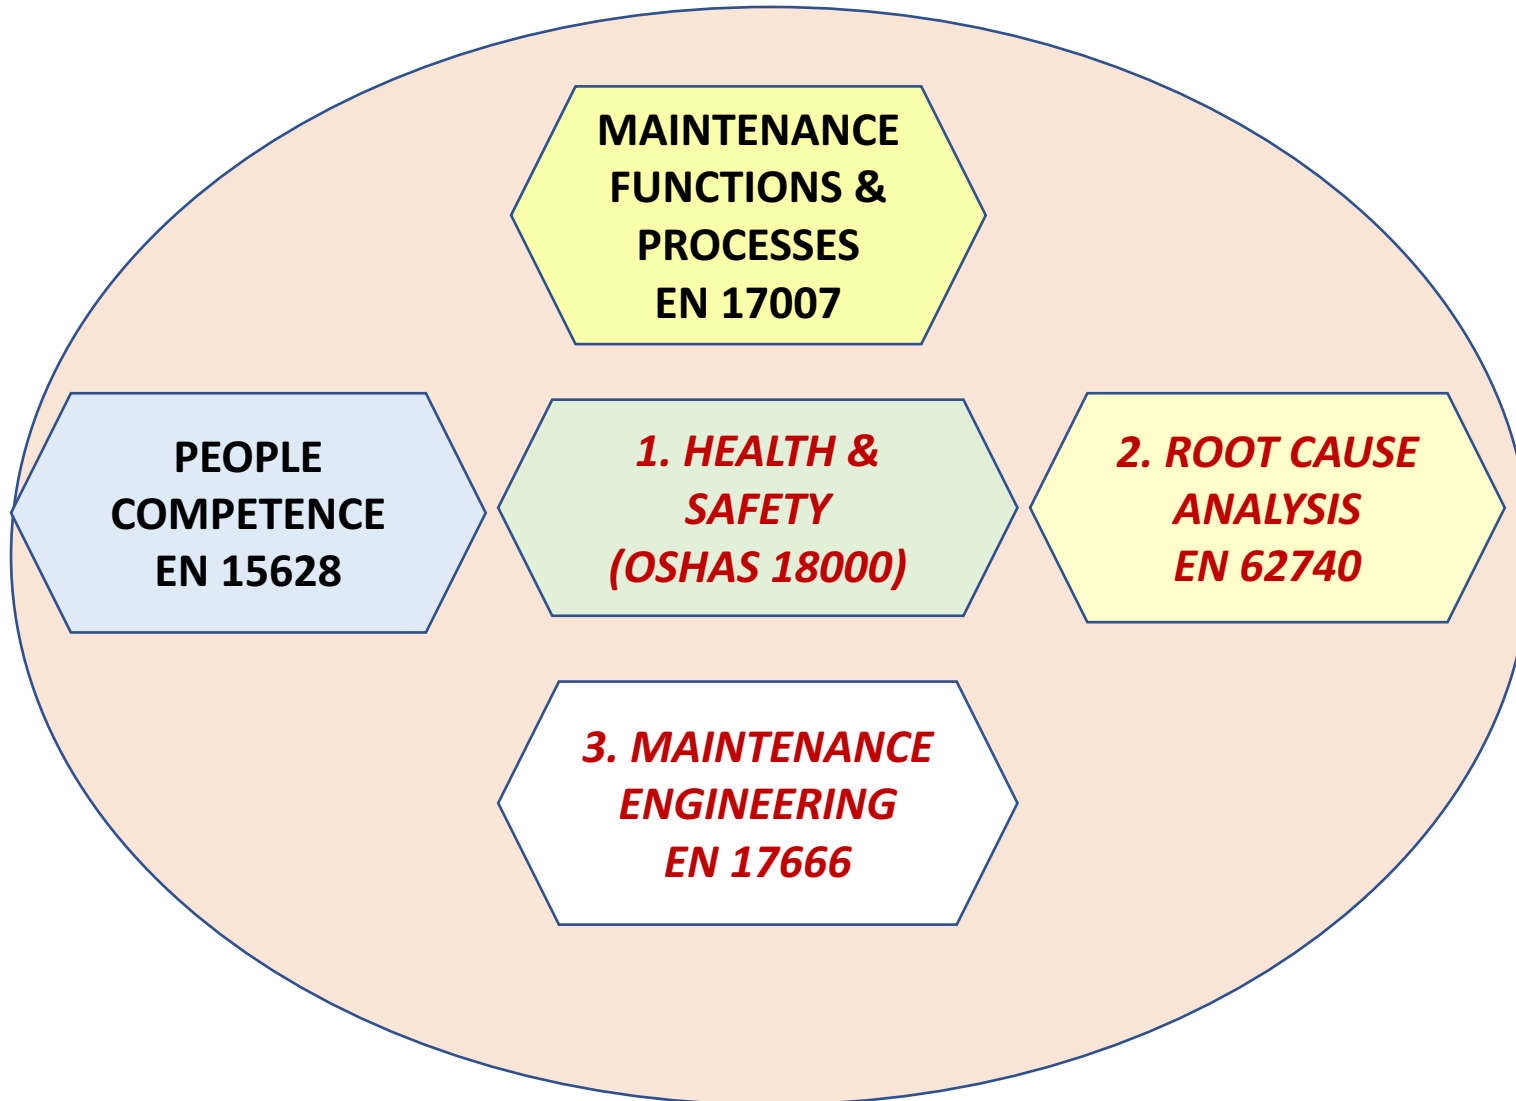 MAINTENANCE
FUNCTIONS &
PROCESSES
EN 17007
PEOPLE
COMPETENCE
EN 15628
1. HEALTH &
SAFETY
(OSHAS 18000)
2. ROOT CAUSE
ANALYSIS
EN 62740
3. MAINTENANCE
ENGINEERING
EN 17666